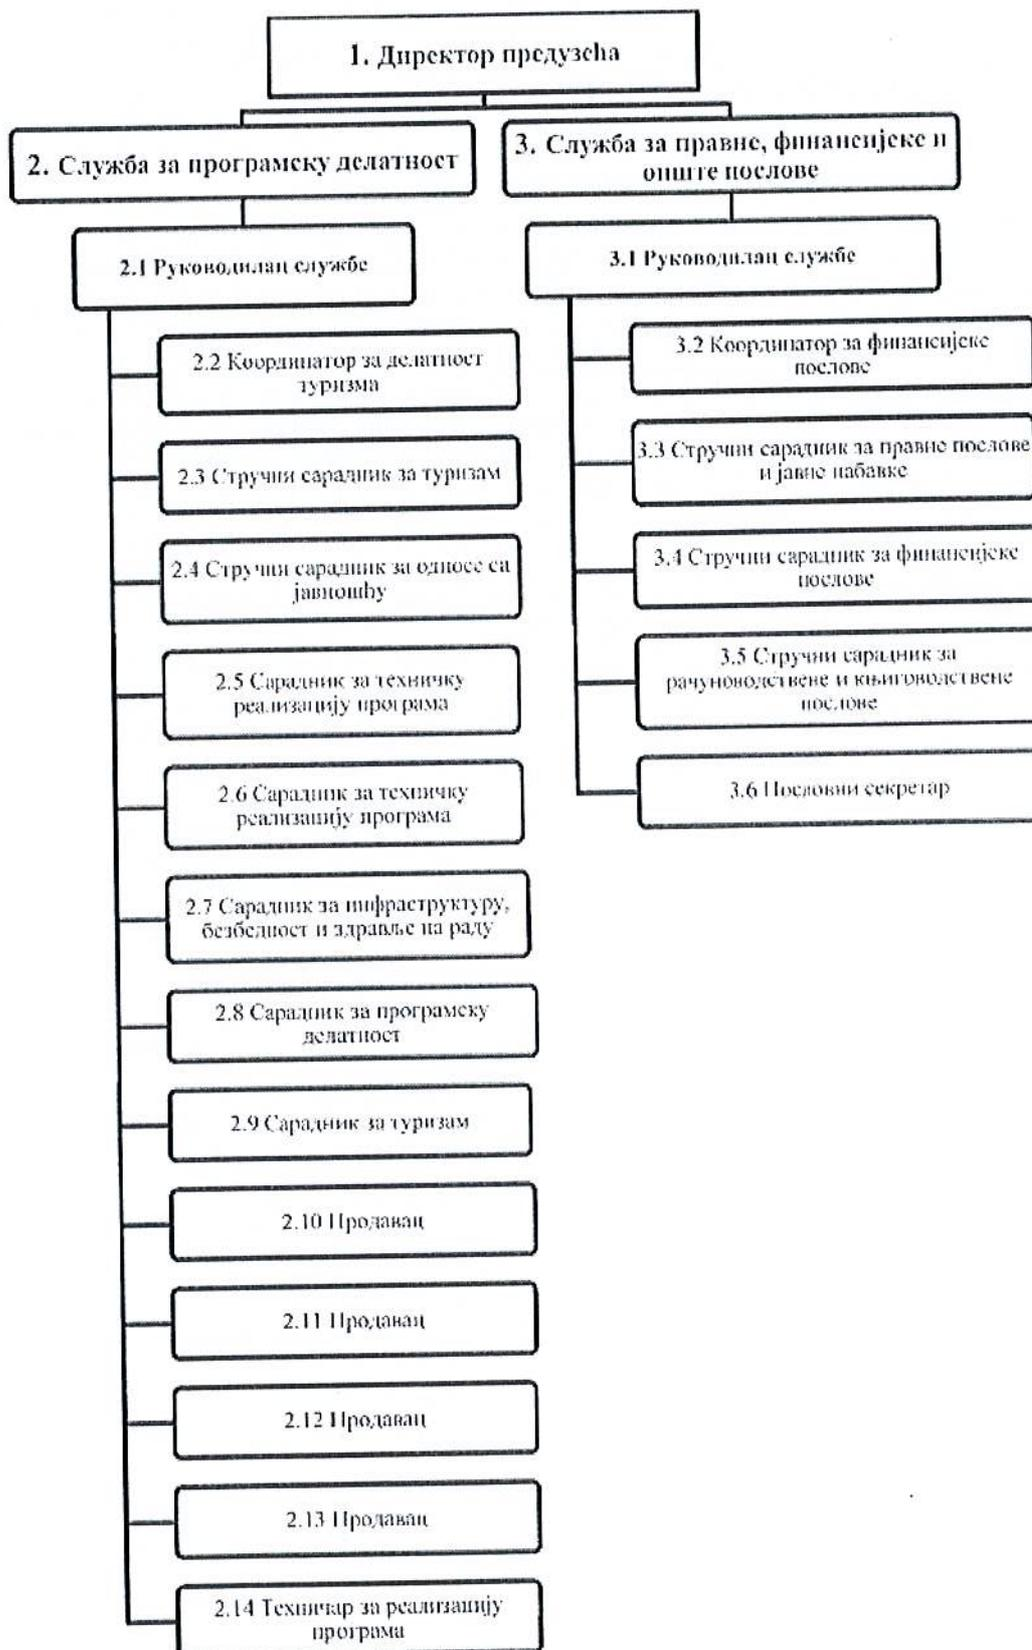 1. Директор предузећа
2. Служба за програмску делатност
3. Служба за правне, финансијске и
опште послове
2.1 Руководилац службе
3.1 Руководилац службе
2.2 Координатор за делатност
туризма
2.3 Стручни сарадник за туризам
2.4 Стручни сарадник за односе са
јавношћу
2.5 Сарадник за техничку
реализацију програма
2.6 Сарадник за техничку
реализацију програма
2.7 Сарадник за инфраструктуру,
безбедност и здравље на раду
2.8 Сарадник за програмску
делатност
2.9 Сарадник за туризам
2.10 Продавац
2.11 Продавац
2.12 Продавац
2.13 Продавац
2.14 Техничар за реализацију
програма
3.2 Координатор за финансијске
послове
3.3 Стручни сарадник за правне послове
и јавне набавке
3.4 Стручни сарадник за финансијске
послове
3.5 Стручни сарадник за
рачуноводствене и књиговодствене
послове
3.6 Пословни секретар